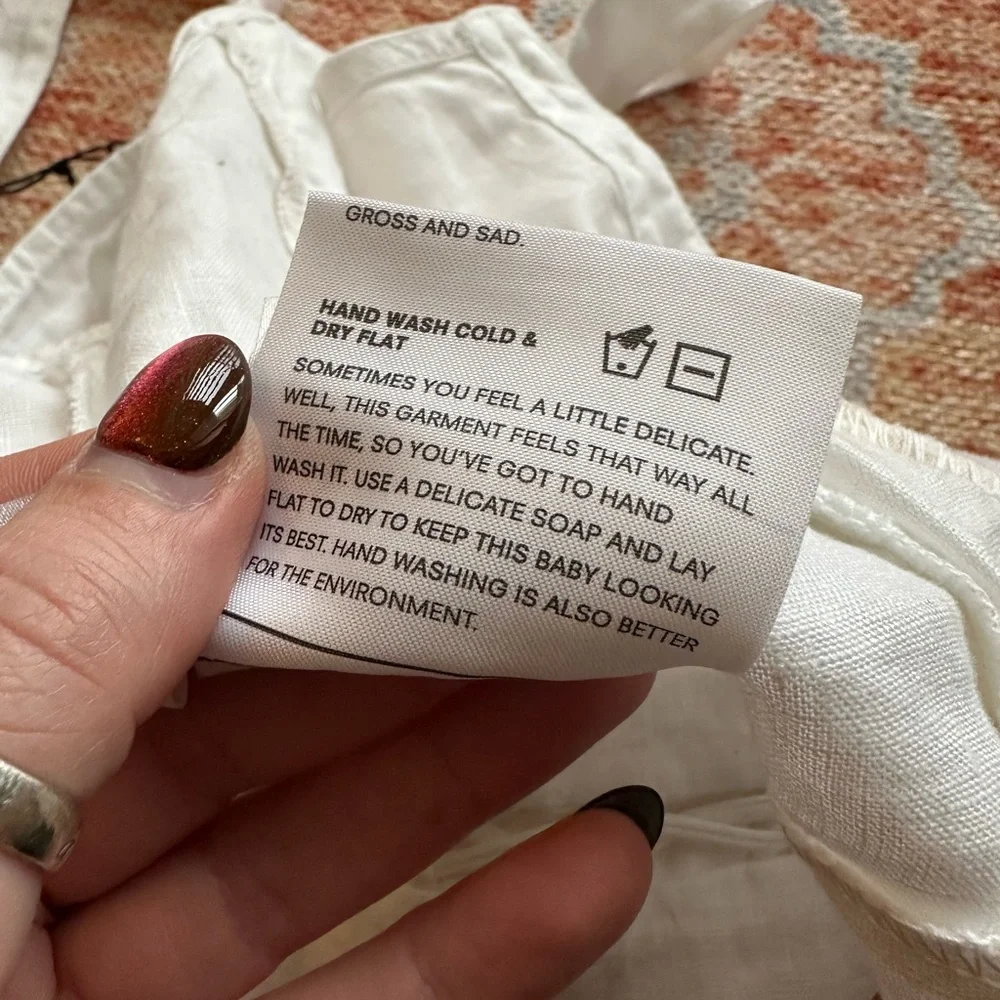 GROSS AND SAD.
HAND WASH COLD &
DRY FLAT
SOMETIMES YOU FEEL A LITTLE DELICATE.
WELL, THIS GARMENT FEELS THAT WAY ALL
THE TIME, SO YOU'VE GOT TO HAND
WASH IT. USE A DELICATE SOAP AND LAY
FLAT TO DRY TO KEEP THIS BABY LOOKING
ITS BEST. HAND WASHING IS ALSO BETTER
FOR THE ENVIRONMENT.